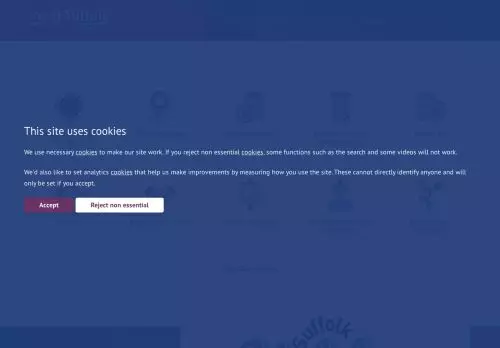 This site uses cookies
We use necessary cookies to make our site work. If you reject non essential cookies, some functions such as the search and some videos will not work.
We'd also like to set analytics cookies that help us make improvements by measuring how you use the site. These cannot directly identify anyone and will
only be set if you accept.
Accept
Reject non essential
Suffolk